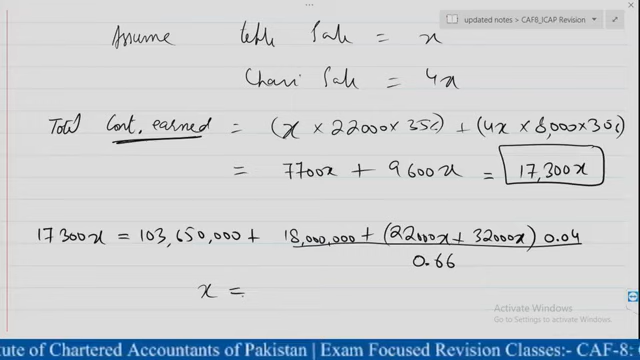 updated notes > CAF8_ICAP Revision
Assume table Sale = x
Chair Sale = 4x
Total Cont. earned = (x × 22000 × 35%) + (4x × 8,000 × 30%)
= 7700x + 9600x = 17,300x
17300x = 103,650,000 + 18,000,000 + (22000x + 32000x) 0.04
0.66
x =
Activate Windows
Go to Settings to activate Windows.
ute of Chartered Accountants of Pakistan | Exam Focused Revision Classes:- CAF-8: